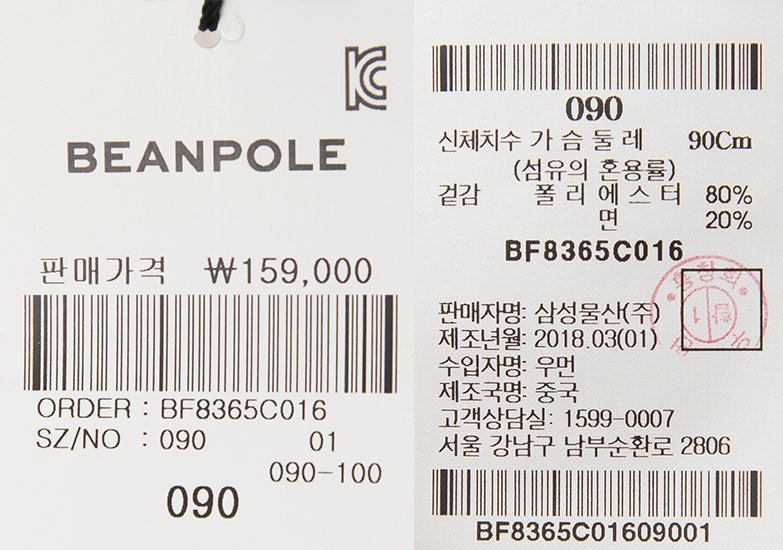 BEANPOLE
판매가격 ₩159,000
ORDER : BF8365C016
SZ/NO : 090 01
090-100
090
090
신체치수 가 슴 둘 레 90Cm
(섬유의 혼용률)
겉감 폴 리 에 스 터 80%
면 20%
BF8365C016
판매자명: 삼성물산(주)
제조년월: 2018.03(01)
수입자명: 우먼
제조국명: 중국
고객상담실: 1599-0007
서울 강남구 남부순환로 2806
BF8365C01609001